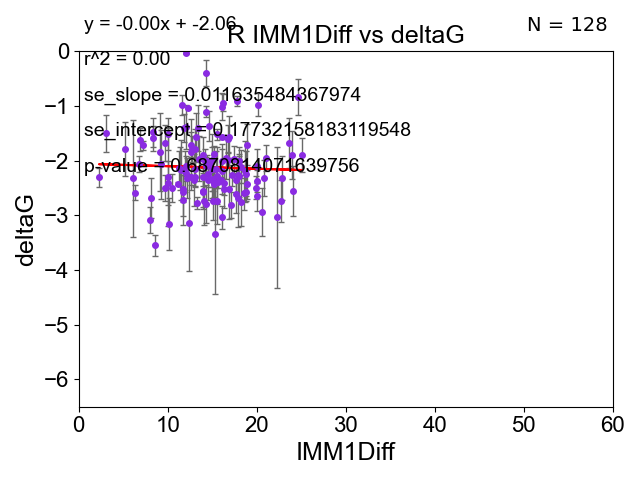 y = -0.00x + -2.06
N = 128
R IMM1Diff vs deltaG
r^2 = 0.00
se_slope = 0.011635484367974
se_intercept = 0.17732158183119548
p-value = 0.6870814071639756
deltaG
0
−1
−2
−3
−4
−5
−6
0 10 20 30 40 50 60
IMM1Diff